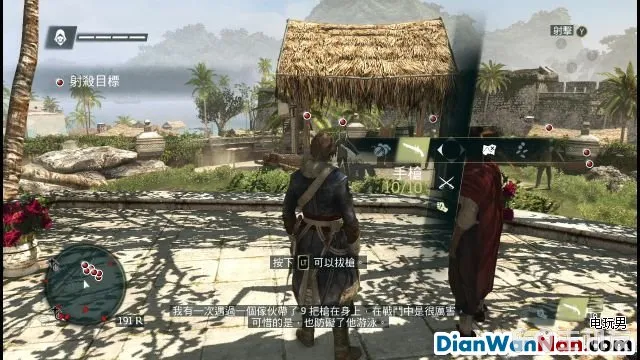 射擊 Y
射殺目標
手槍
10/10
按下 LT 可以拔槍
我有一次遇過一個傢伙帶了 9 把槍在身上，在戰鬥中是很厲害
可惜的是，也妨礙了他游泳。
191 R
电玩男
DianWanNan.com